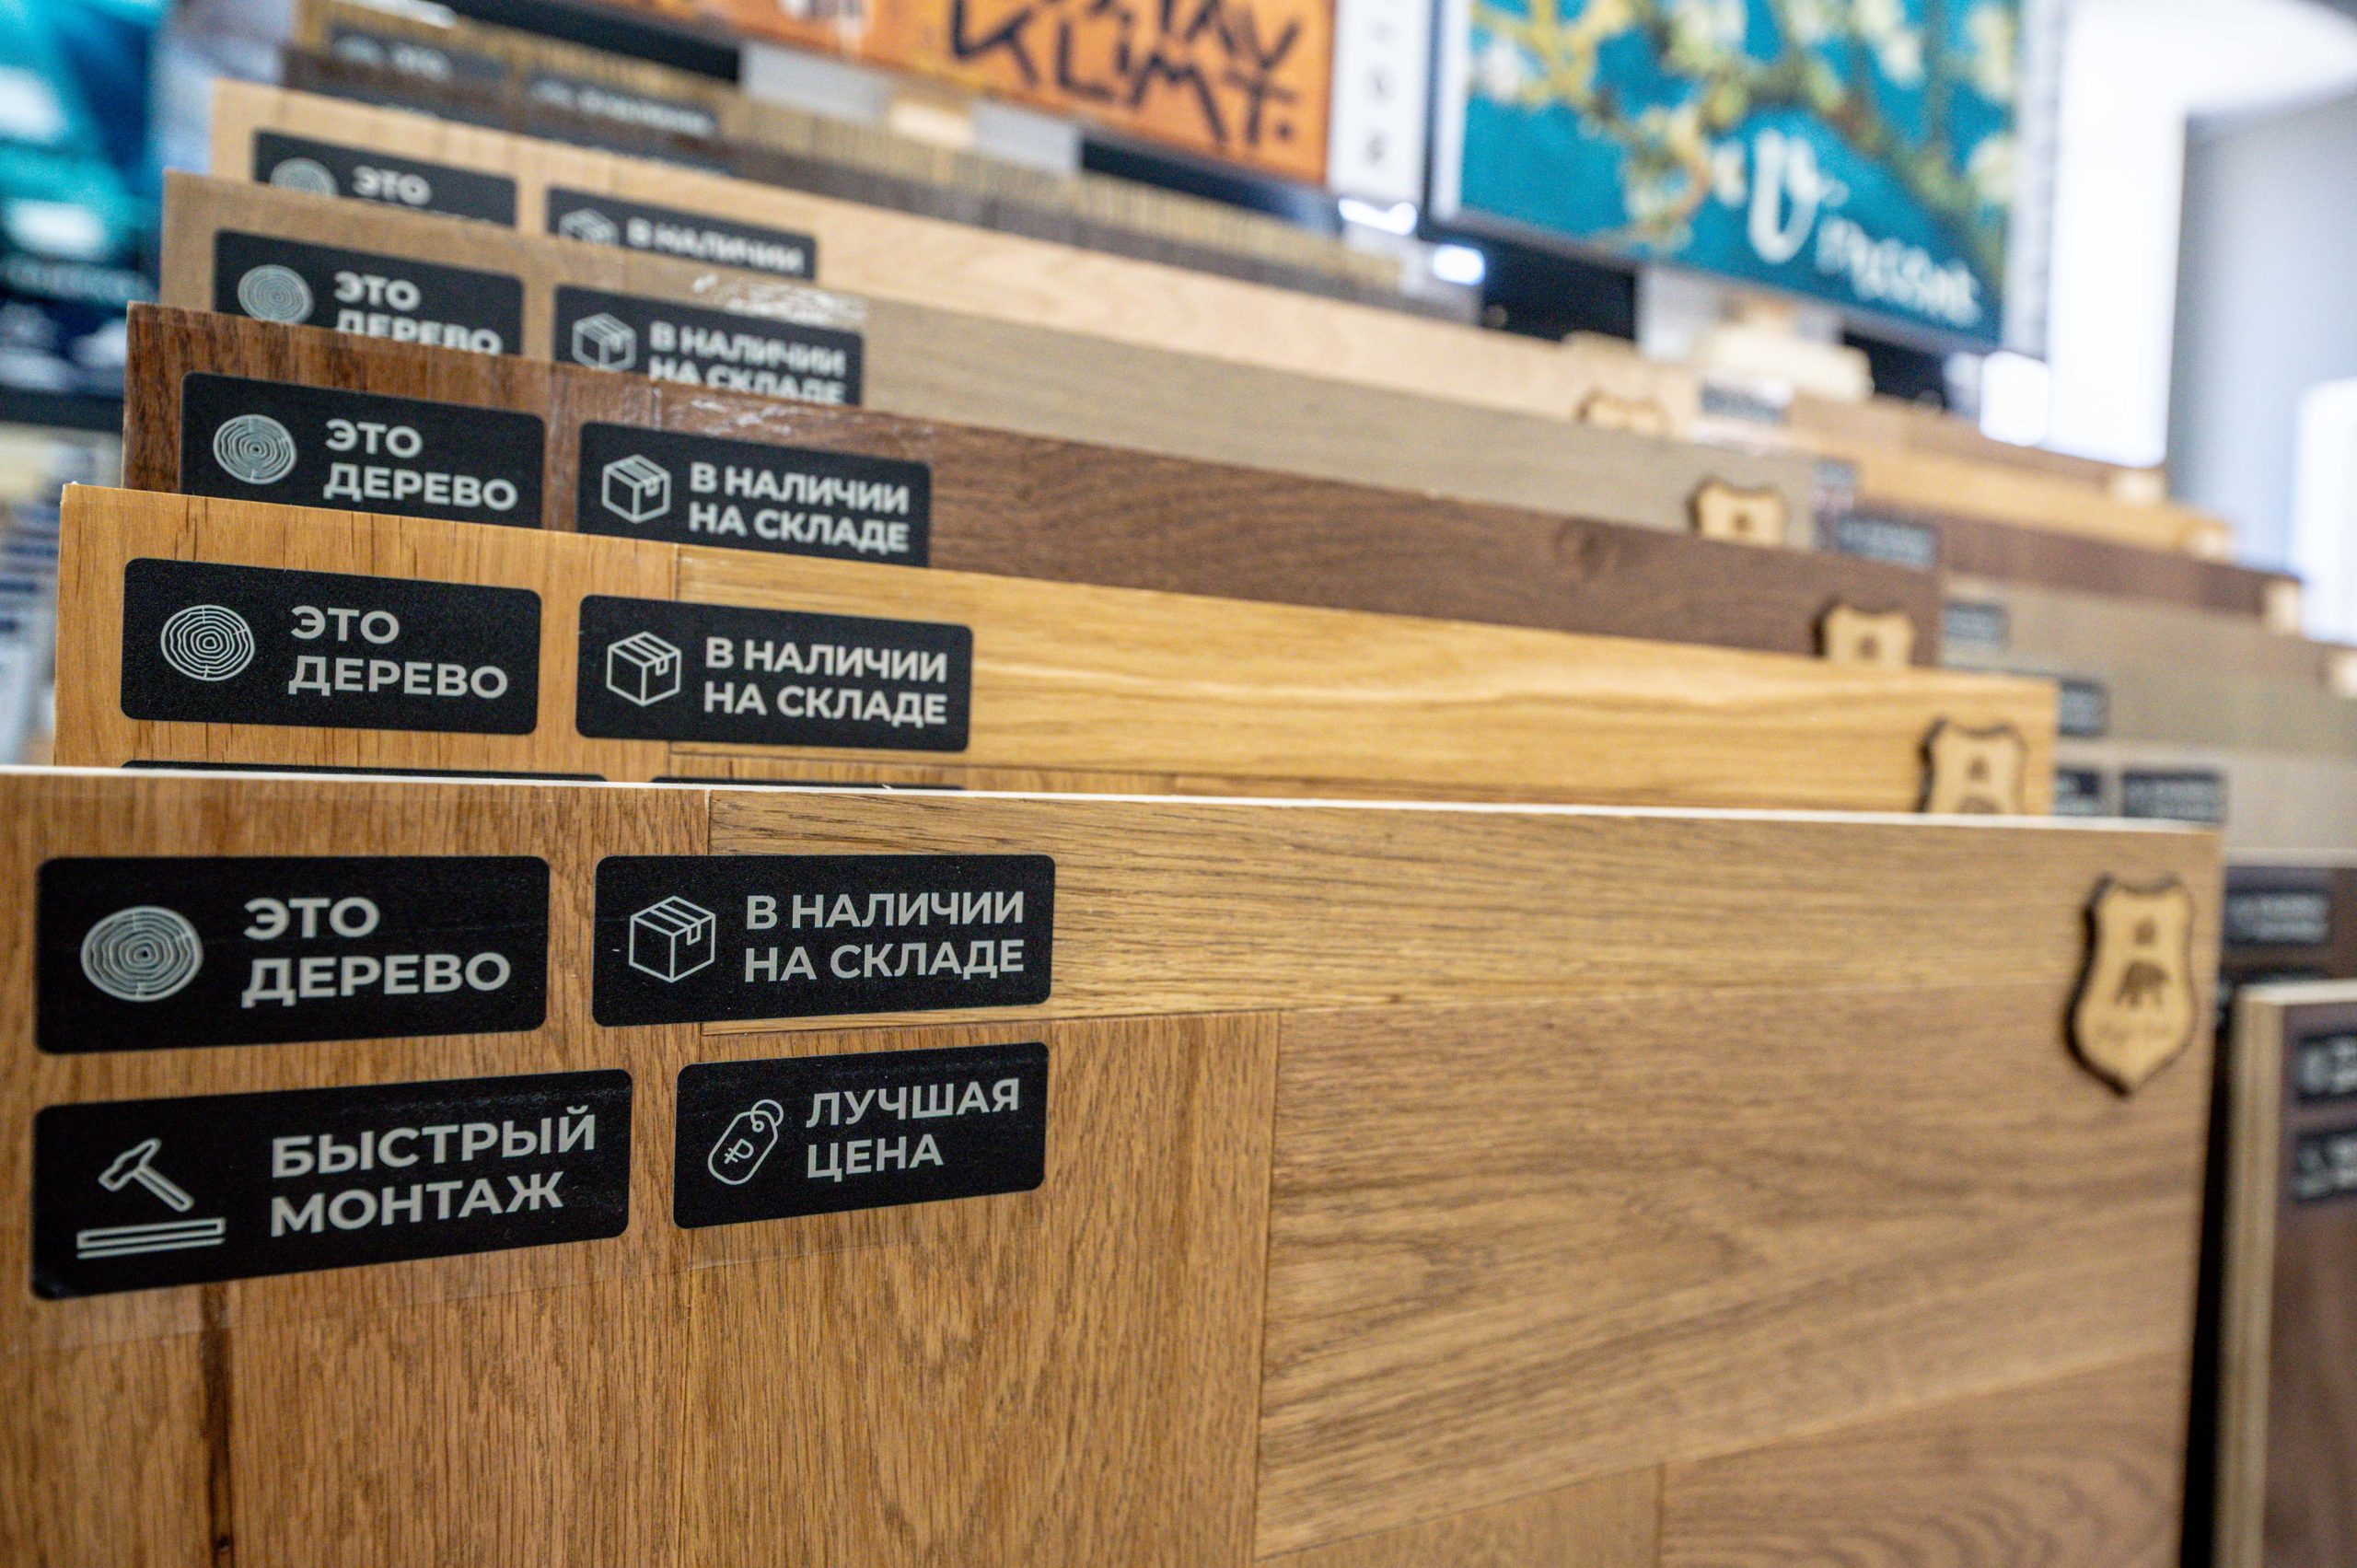 KLIMT.
ЭТО
В НАЛИЧИИ
ЭТО
ДЕРЕВО
В НАЛИЧИИ
НА СКЛАДЕ
ЭТО
ДЕРЕВО
В НАЛИЧИИ
НА СКЛАДЕ
ЭТО
ДЕРЕВО
В НАЛИЧИИ
НА СКЛАДЕ
ЭТО
ДЕРЕВО
В НАЛИЧИИ
НА СКЛАДЕ
БЫСТРЫЙ
МОНТАЖ
ЛУЧШАЯ
ЦЕНА